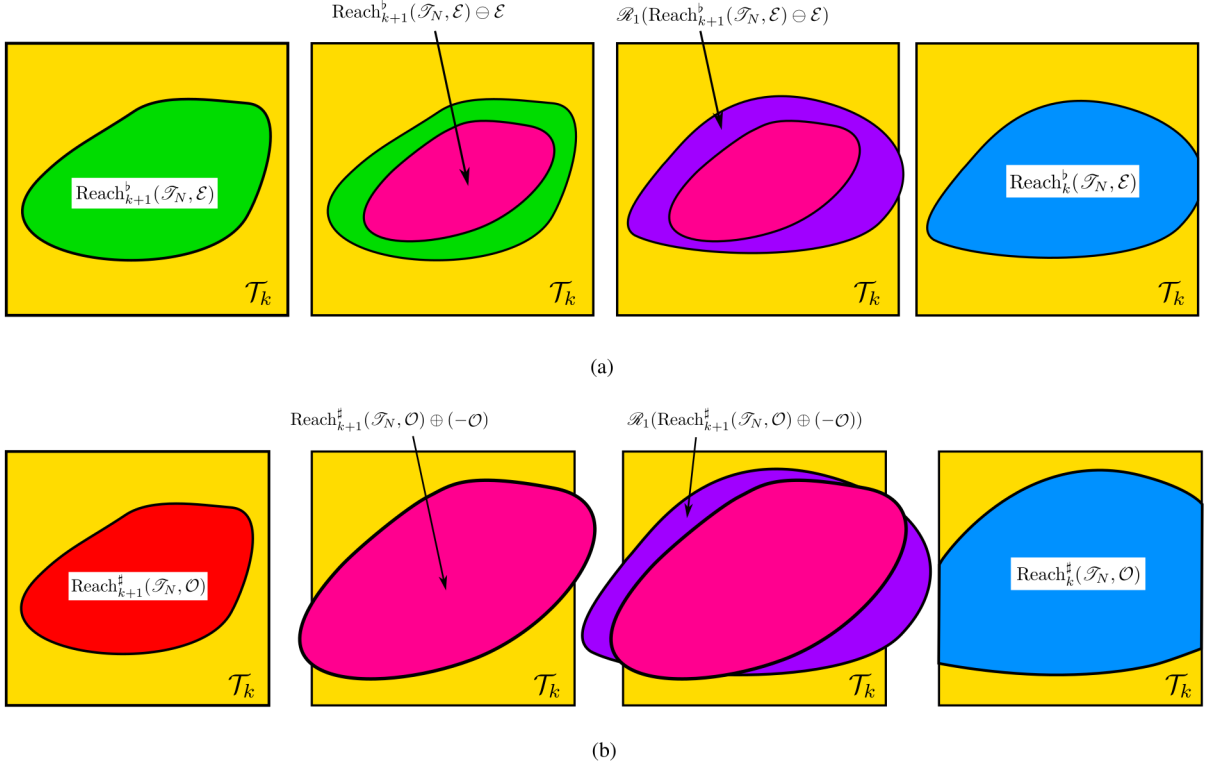 Reach♭k+1(𝒯N, ℰ) ⊖ ℰ
ℛ1(Reach♭k+1(𝒯N, ℰ) ⊖ ℰ)
Reach♭k+1(𝒯N, ℰ)
Reach♭k(𝒯N, ℰ)
𝒯k
𝒯k
𝒯k
𝒯k
(a)
Reach♯k+1(𝒯N, 𝒪) ⊕ (−𝒪)
ℛ1(Reach♯k+1(𝒯N, 𝒪) ⊕ (−𝒪))
Reach♯k+1(𝒯N, 𝒪)
Reach♯k(𝒯N, 𝒪)
𝒯k
𝒯k
𝒯k
𝒯k
(b)